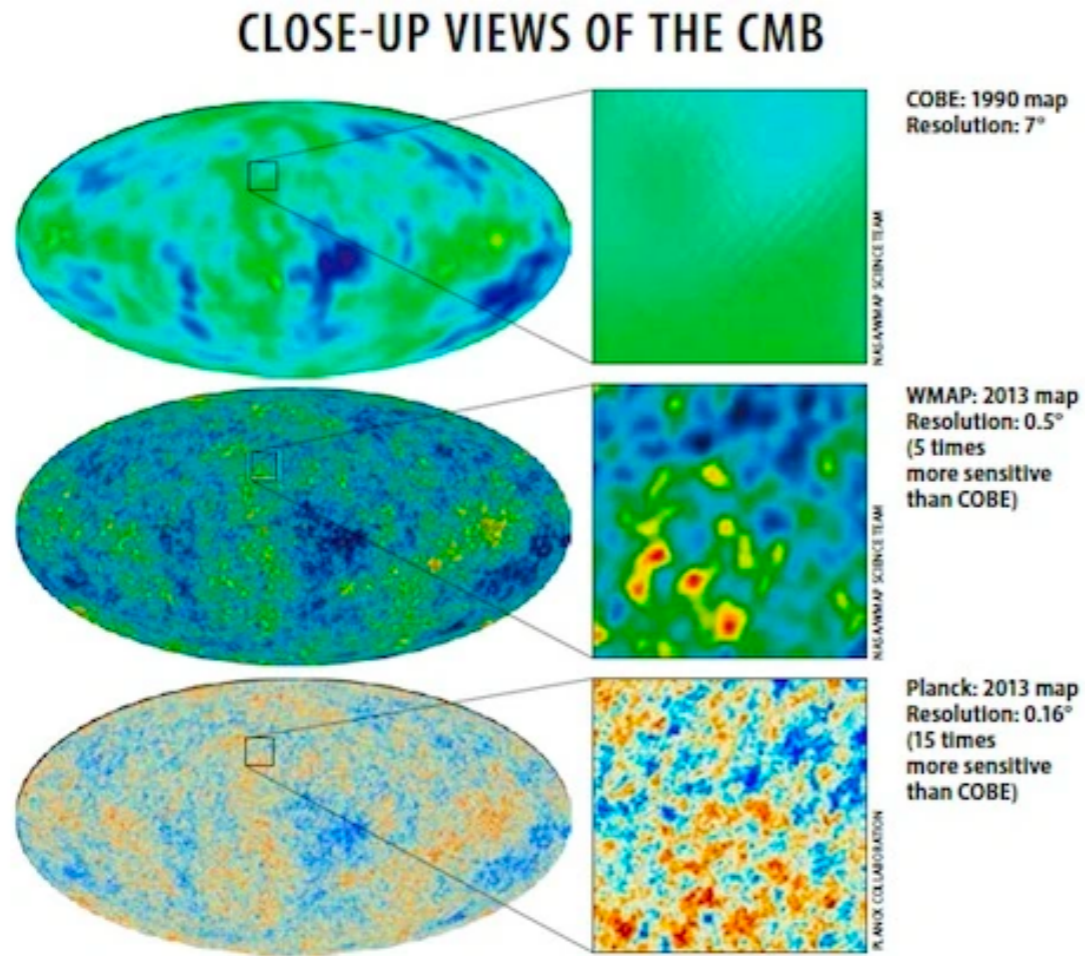 CLOSE-UP VIEWS OF THE CMB
COBE: 1990 map
Resolution: 7°
NASA/WMAP SCIENCE TEAM
WMAP: 2013 map
Resolution: 0.5°
(5 times
more sensitive
than COBE)
NASA/WMAP SCIENCE TEAM
Planck: 2013 map
Resolution: 0.16°
(15 times
more sensitive
than COBE)
PLANCK COLLABORATION